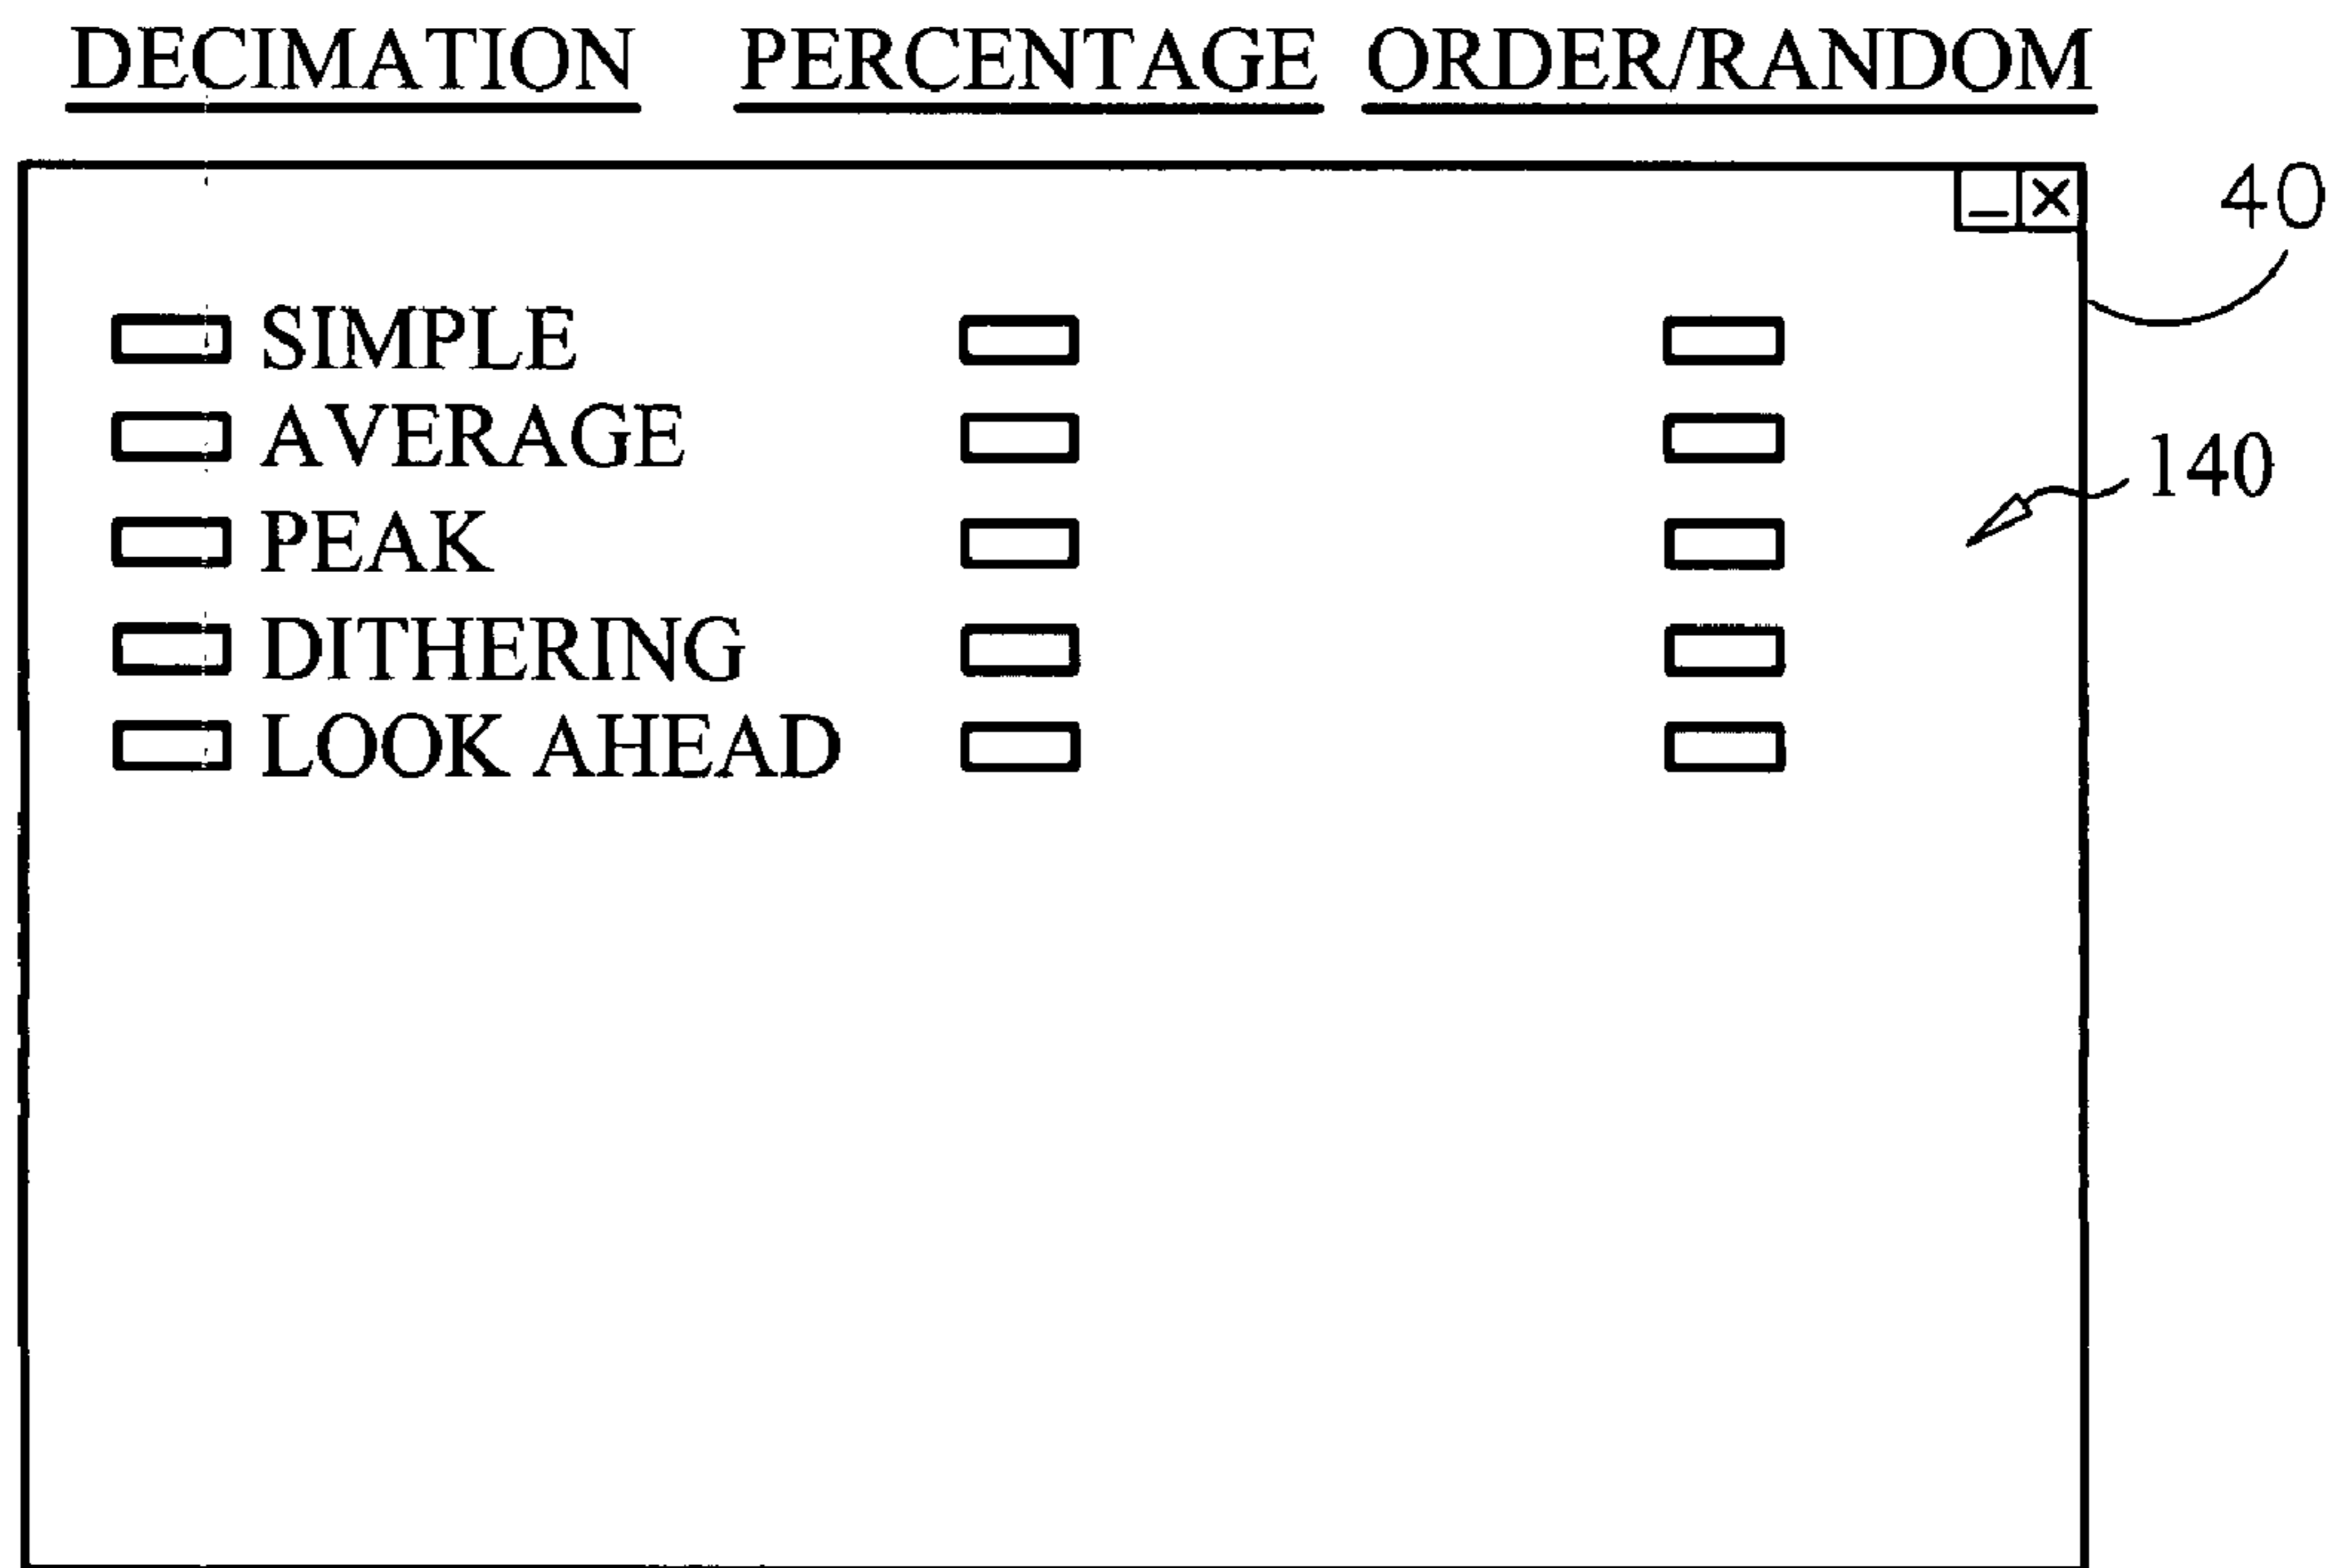 DECIMATION PERCENTAGE ORDER/RANDOM
40
SIMPLE
AVERAGE
140
PEAK
DITHERING
LOOK AHEAD